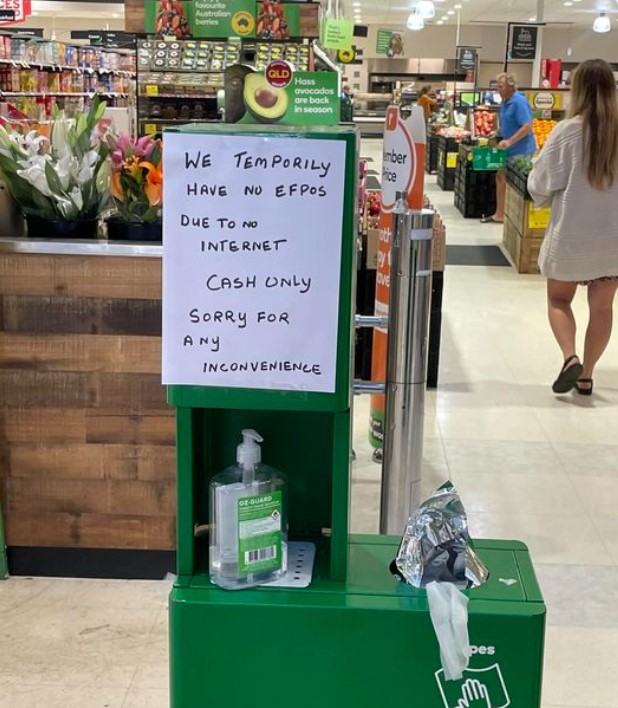 favourite
Australian
berries
QLD
Hass
avocados
are back
in season
WE TEMPORILY
HAVE NO EFPOS
DUE TO NO
INTERNET
CASH ONLY
SORRY FOR
ANY
INCONVENIENCE
OZ-GUARD